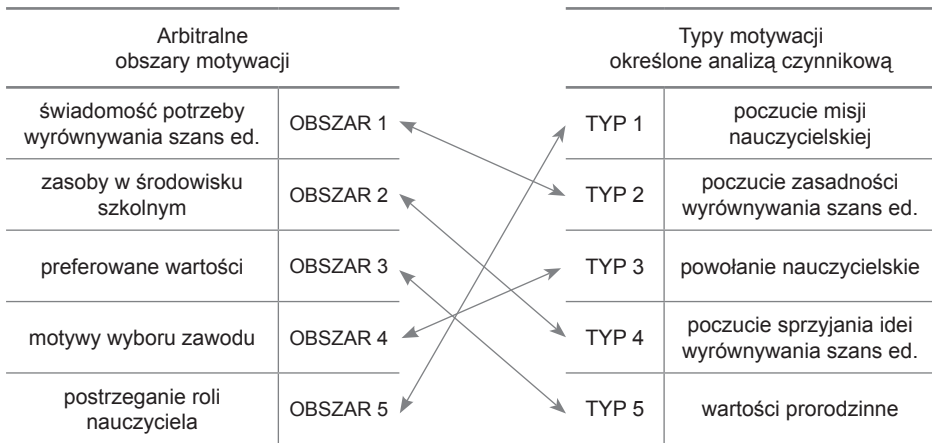 Arbitralne
obszary motywacji
świadomość potrzeby
wyrównywania szans ed.
OBSZAR 1
zasoby w środowisku
szkolnym
OBSZAR 2
preferowane wartości
OBSZAR 3
motywy wyboru zawodu
OBSZAR 4
postrzeganie roli
nauczyciela
OBSZAR 5
Typy motywacji
określone analizą czynnikową
TYP 1
poczucie misji
nauczycielskiej
TYP 2
poczucie zasadności
wyrównywania szans ed.
TYP 3
powołanie nauczycielskie
TYP 4
poczucie sprzyjania idei
wyrównywania szans ed.
TYP 5
wartości prorodzinne